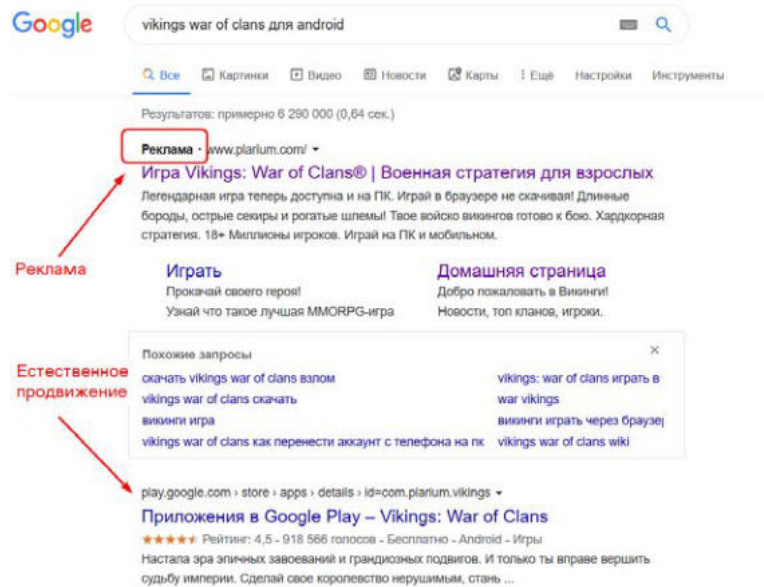 Google
vikings war of clans для android
Все Картинки Видео Новости Карты Ещё Настройки Инструменты
Результатов: примерно 6 290 000 (0,64 сек.)
Реклама · www.plarium.com/
Игра Vikings: War of Clans® | Военная стратегия для взрослых
Легендарная игра теперь доступна и на ПК. Играй в браузере не скачивая! Длинные
бороды, острые секиры и рогатые шлемы! Твое войско викингов готово к бою. Хардкорная
стратегия. 18+ Миллионы игроков. Играй на ПК и мобильном.
Реклама
Играть
Прокачай своего героя!
Узнай что такое лучшая MMORPG-игра
Домашняя страница
Добро пожаловать в Викинги!
Новости, топ кланов, игроки.
Естественное
продвижение
Похожие запросы
скачать vikings war of clans взлом
vikings war of clans скачать
викинги игра
vikings war of clans как перенести аккаунт с телефона на пк
vikings: war of clans играть в
war vikings
викинги играть через браузер
vikings war of clans wiki
play.google.com › store › apps › details › id=com.plarium.vikings
Приложения в Google Play – Vikings: War of Clans
Рейтинг: 4,5 - 918 566 голосов - Бесплатно - Android - Игры
Настала эра эпичных завоеваний и грандиозных подвигов. И только ты вправе вершить
судьбу империи. Сделай свое королевство нерушимым, стань ...